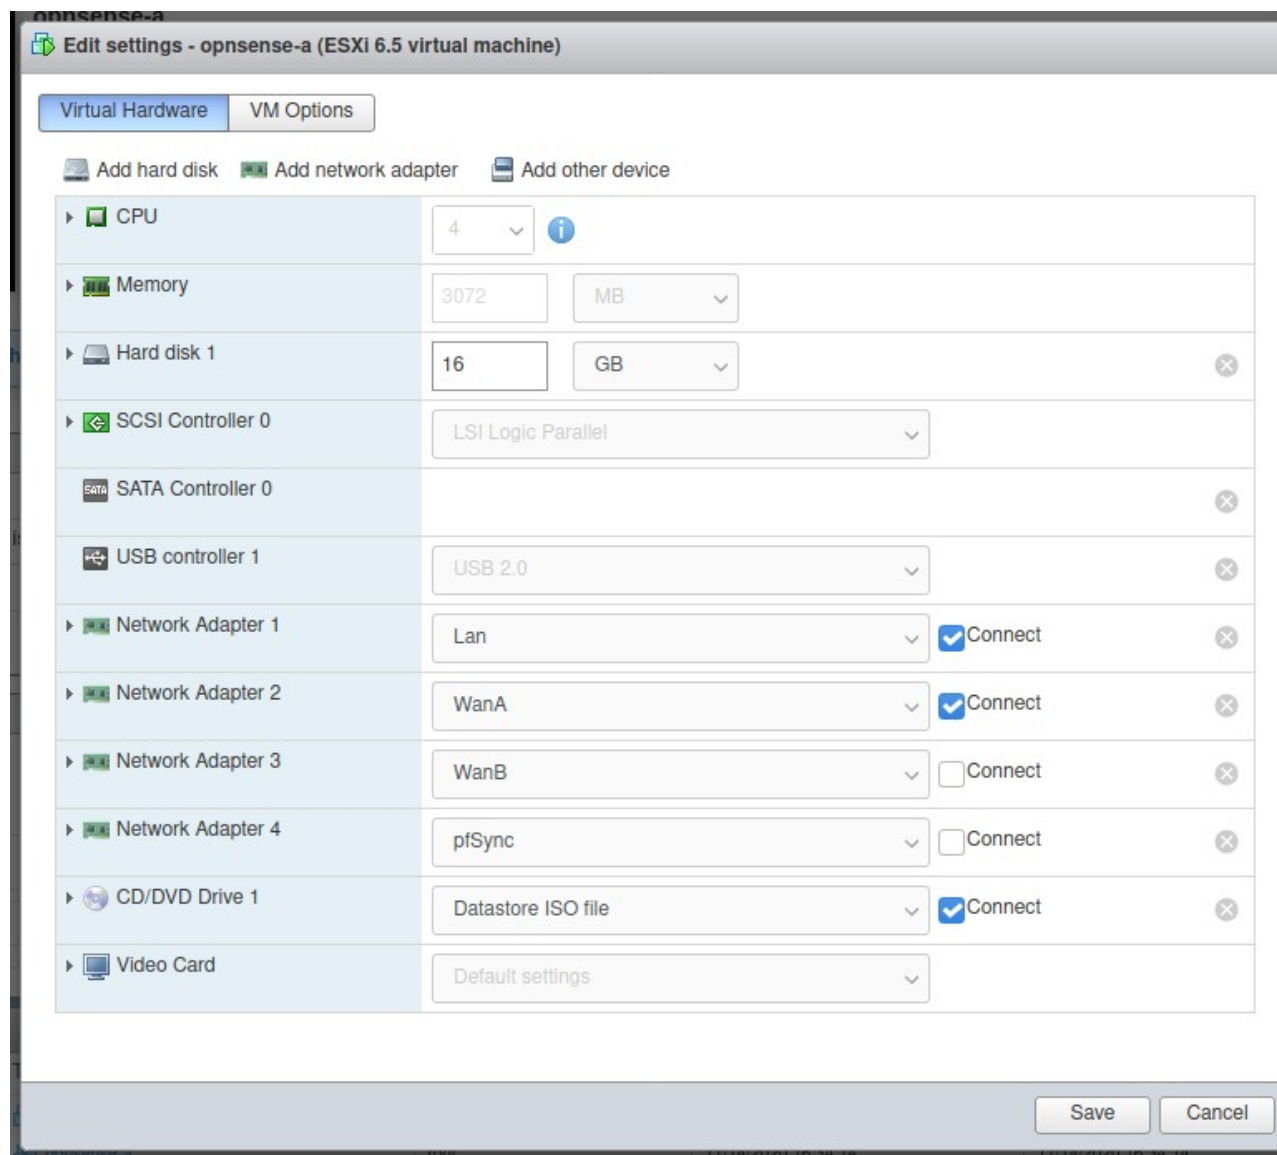 opnsense-a
Edit settings - opnsense-a (ESXi 6.5 virtual machine)
Virtual Hardware VM Options
Add hard disk Add network adapter Add other device
CPU 4
Memory 3072 MB
Hard disk 1 16 GB
SCSI Controller 0 LSI Logic Parallel
SATA SATA Controller 0
USB controller 1 USB 2.0
Network Adapter 1 Lan Connect
Network Adapter 2 WanA Connect
Network Adapter 3 WanB Connect
Network Adapter 4 pfSync Connect
CD/DVD Drive 1 Datastore ISO file Connect
Video Card Default settings
Save Cancel